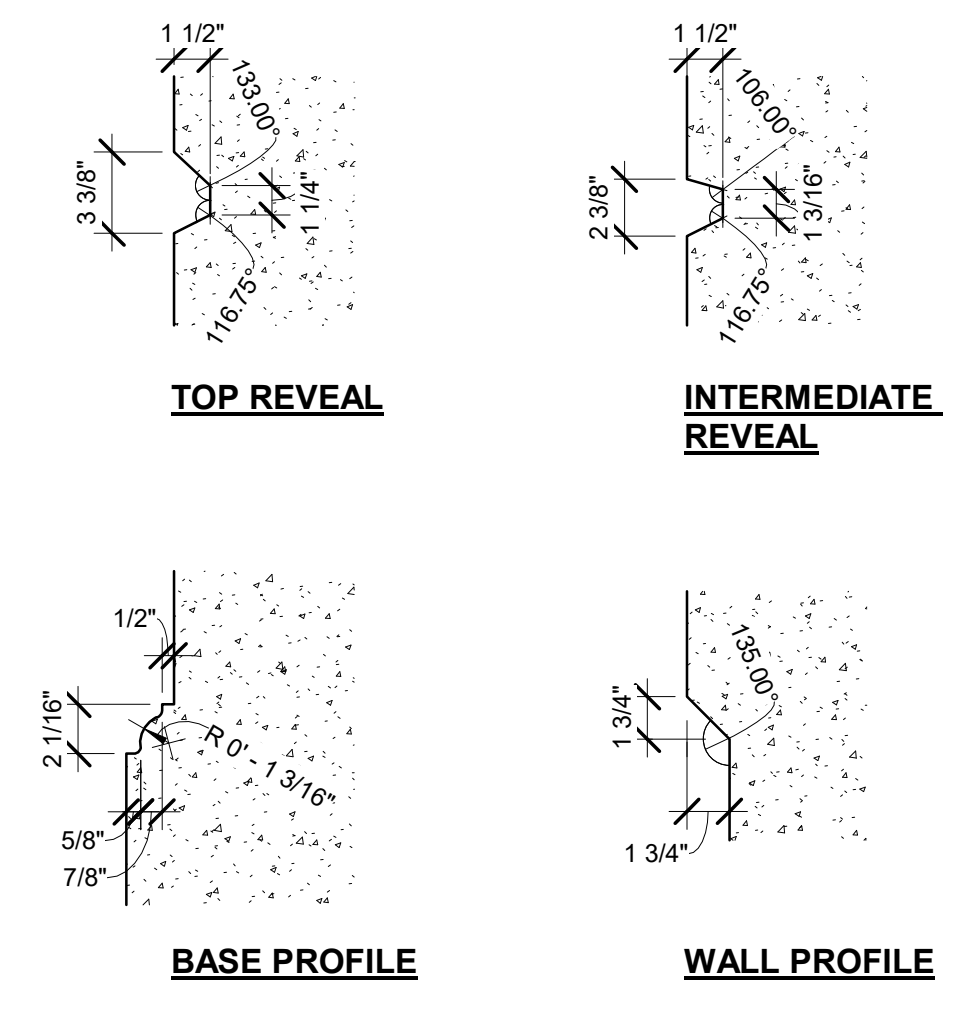 1 1/2"
133.00°
3 3/8"
1 1/4"
116.75°
TOP REVEAL
1 1/2"
106.00°
2 3/8"
1 3/16"
116.75°
INTERMEDIATE
REVEAL
1/2"
2 1/16"
R 0' - 1 3/16"
5/8"
7/8"
BASE PROFILE
135.00°
1 3/4"
1 3/4"
WALL PROFILE